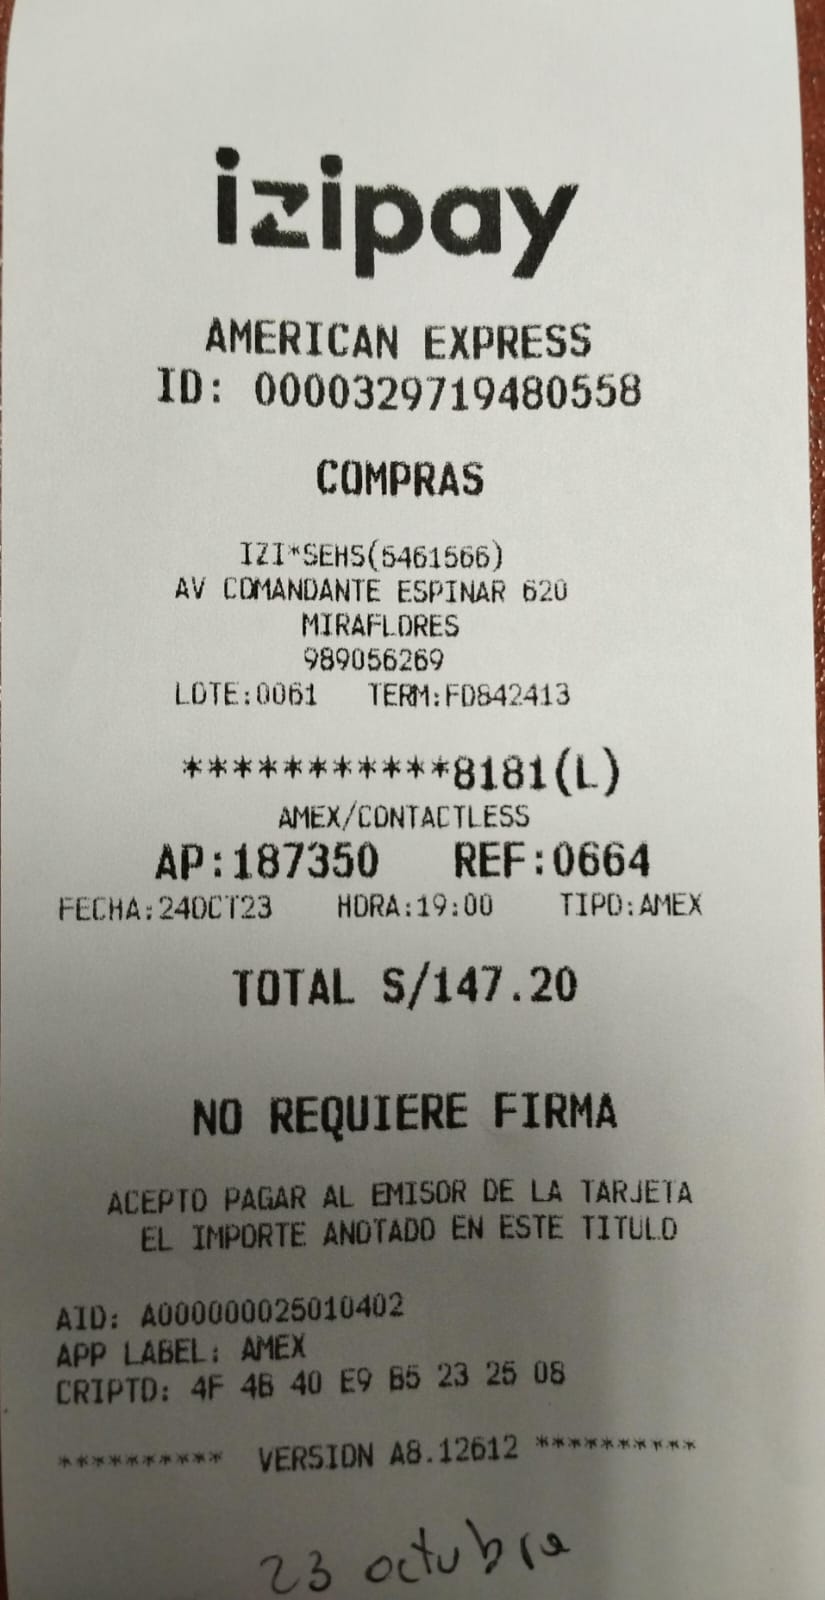 izipay
AMERICAN EXPRESS
ID: 0000329719480558
COMPRAS
IZI*SEHS(5461566)
AV COMANDANTE ESPINAR 620
MIRAFLORES
989056269
LOTE:0061 TERM:FD842413
***********8181(L)
AMEX/CONTACTLESS
AP:187350 REF:0664
FECHA:24OCT23 HORA:19:00 TIPO:AMEX
TOTAL S/147.20
NO REQUIERE FIRMA
ACEPTO PAGAR AL EMISOR DE LA TARJETA
EL IMPORTE ANOTADO EN ESTE TITULO
AID: A000000025010402
APP LABEL: AMEX
CRIPTO: 4F 4B 40 E9 B5 23 25 08
********** VERSION A8.12612 **********
23 octubre